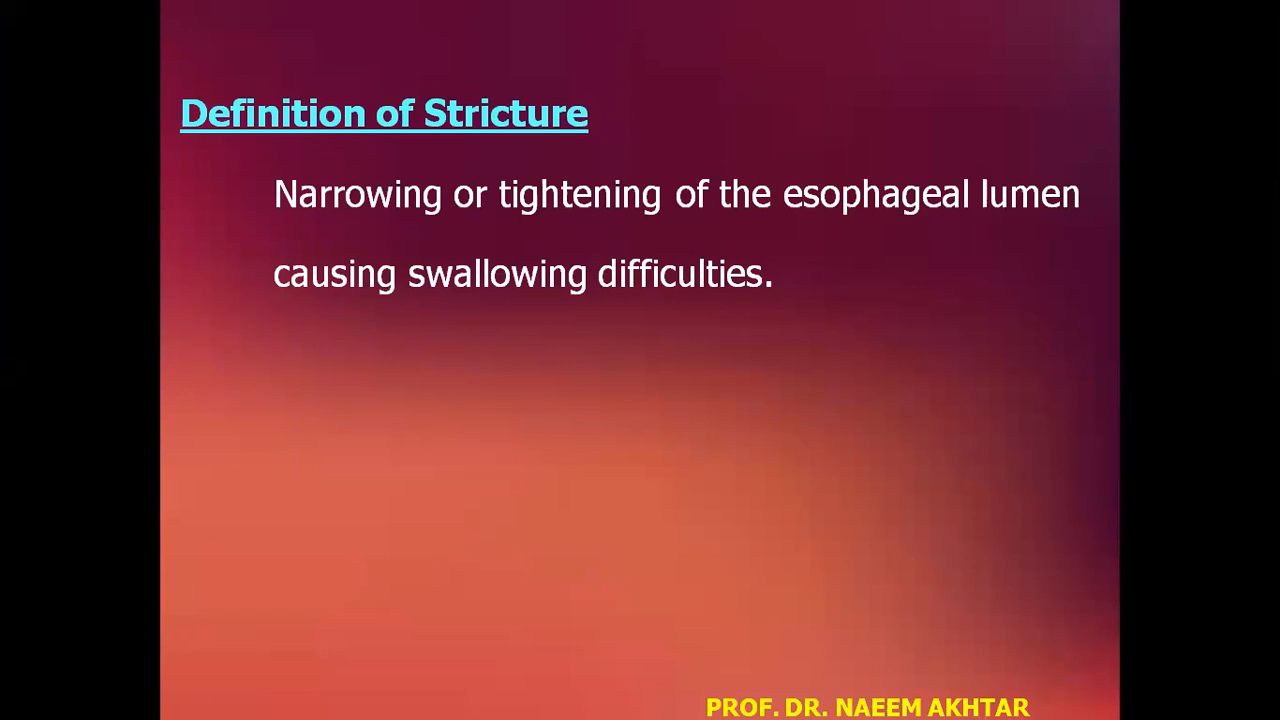 Definition of Stricture
Narrowing or tightening of the esophageal lumen
causing swallowing difficulties.
PROF. DR. NAEEM AKHTAR